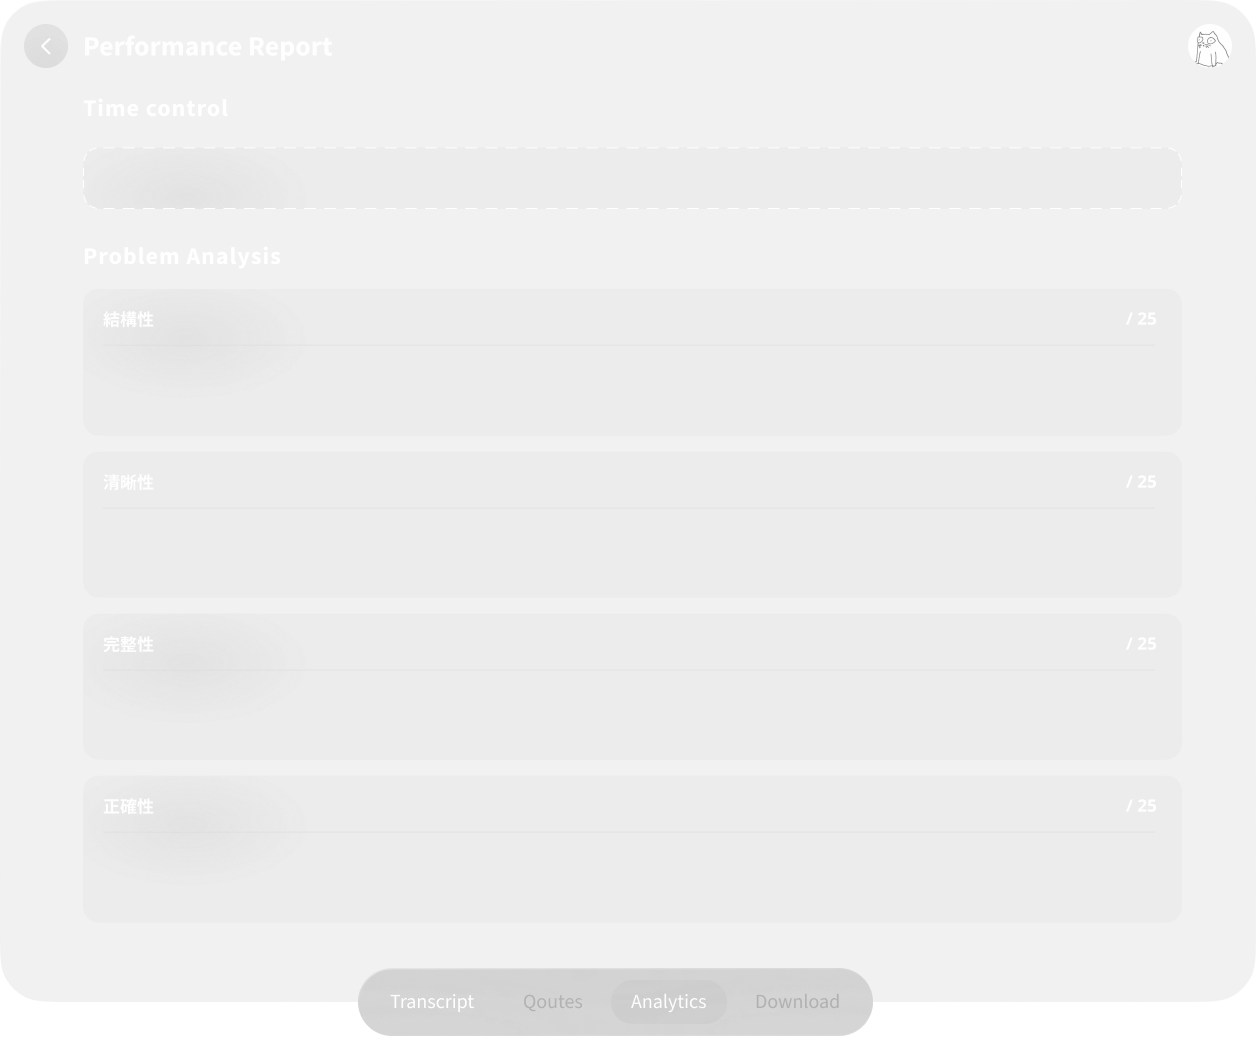 Performance Report
Time control
Problem Analysis
結構性 / 25
清晰性 / 25
完整性 / 25
正確性 / 25
Transcript Qoutes Analytics Download